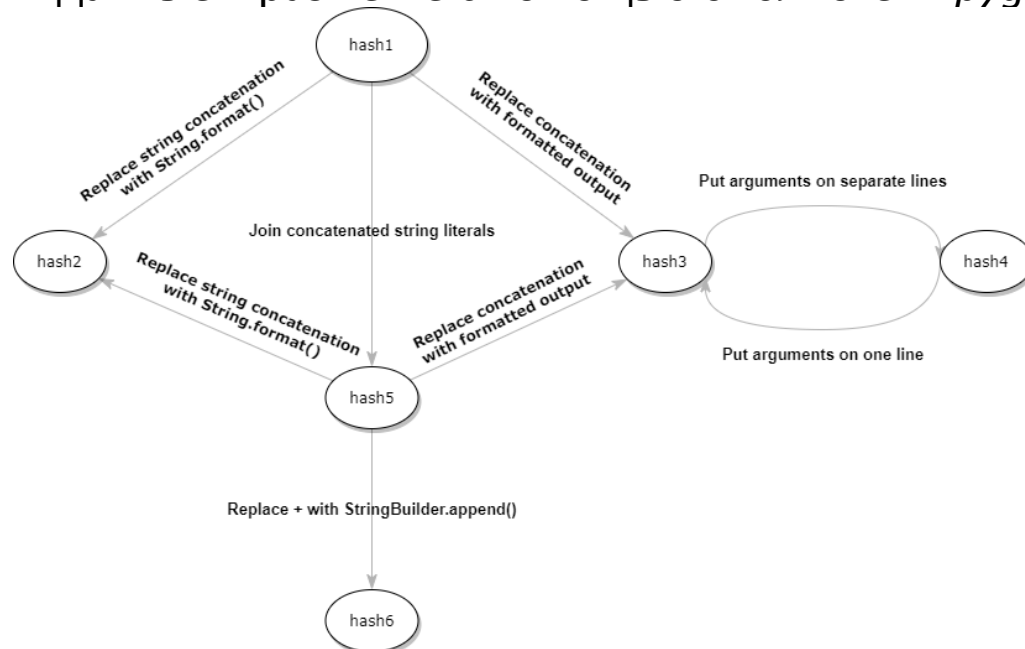 hash1
Replace string concatenation
with String.format()
Replace concatenation
with formatted output
Put arguments on separate lines
Join concatenated string literals
hash2
hash3
hash4
Replace string concatenation
with String.format()
Replace concatenation
with formatted output
Put arguments on one line
hash5
Replace + with StringBuilder.append()
hash6